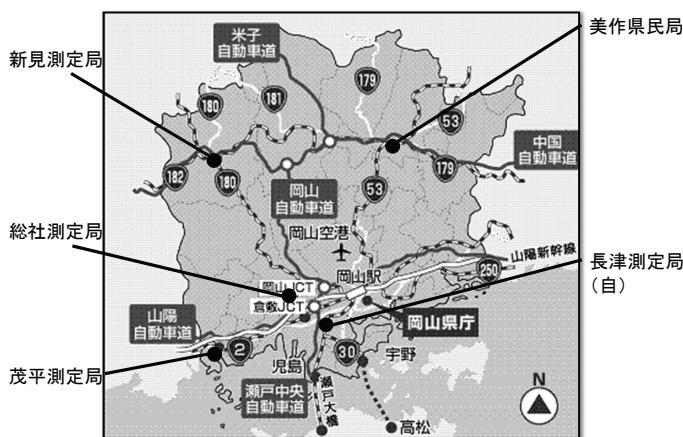 美作県民局
新見測定局
米子
自動車道
179
180
181
53
中国
自動車道
182
180
岡山
自動車道
53
179
岡山空港
総社測定局
山陽新幹線
長津測定局
（自）
岡山JCT
岡山駅
250
倉敷JCT
山陽
自動車道
岡山県庁
2
児島
30
宇野
茂平測定局
瀬戸中央
自動車道
瀬戸大橋
高松
N